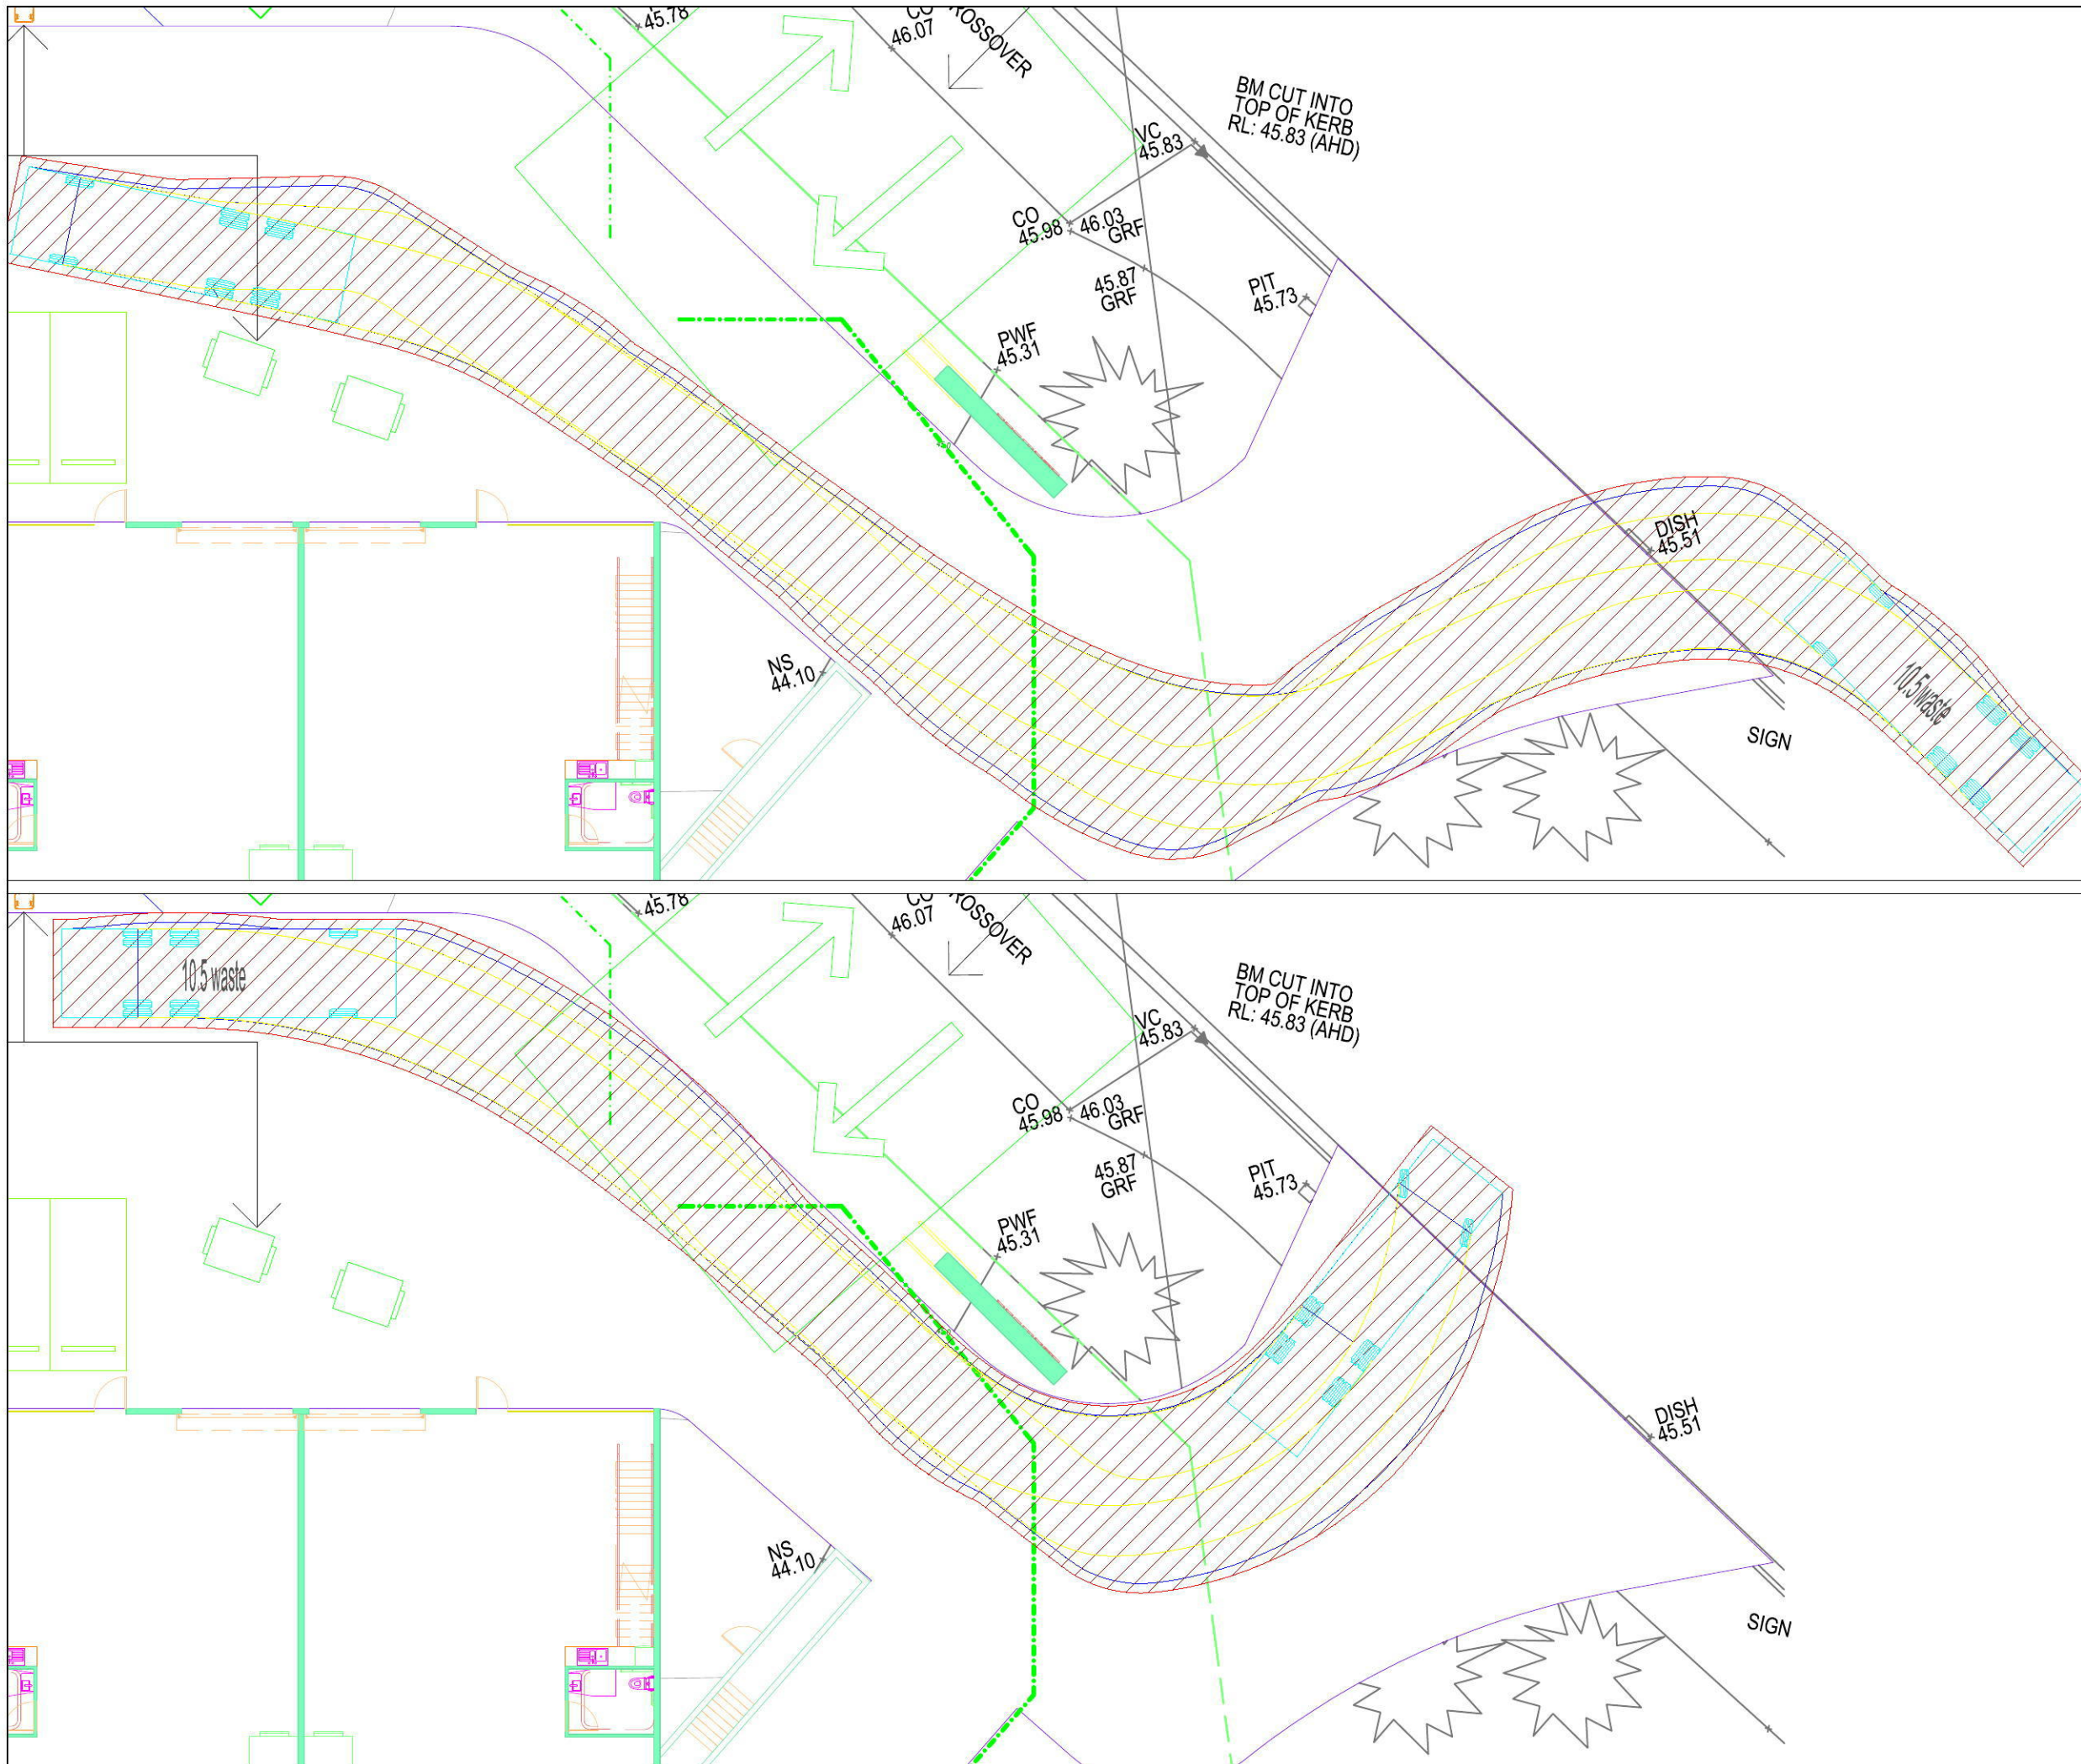 45.78
CO
46.07
ROSSOVER
BM CUT INTO
TOP OF KERB
RL: 45.83 (AHD)
VC
45.83
CO
45.98
46.03
GRF
45.87
GRF
PIT
45.73
PWF
45.31
DISH
45.51
10.5 waste
NS
44.10
SIGN
45.78
CO
46.07
ROSSOVER
10.5 waste
BM CUT INTO
TOP OF KERB
RL: 45.83 (AHD)
VC
45.83
CO
45.98
46.03
GRF
45.87
GRF
PIT
45.73
PWF
45.31
DISH
45.51
NS
44.10
SIGN